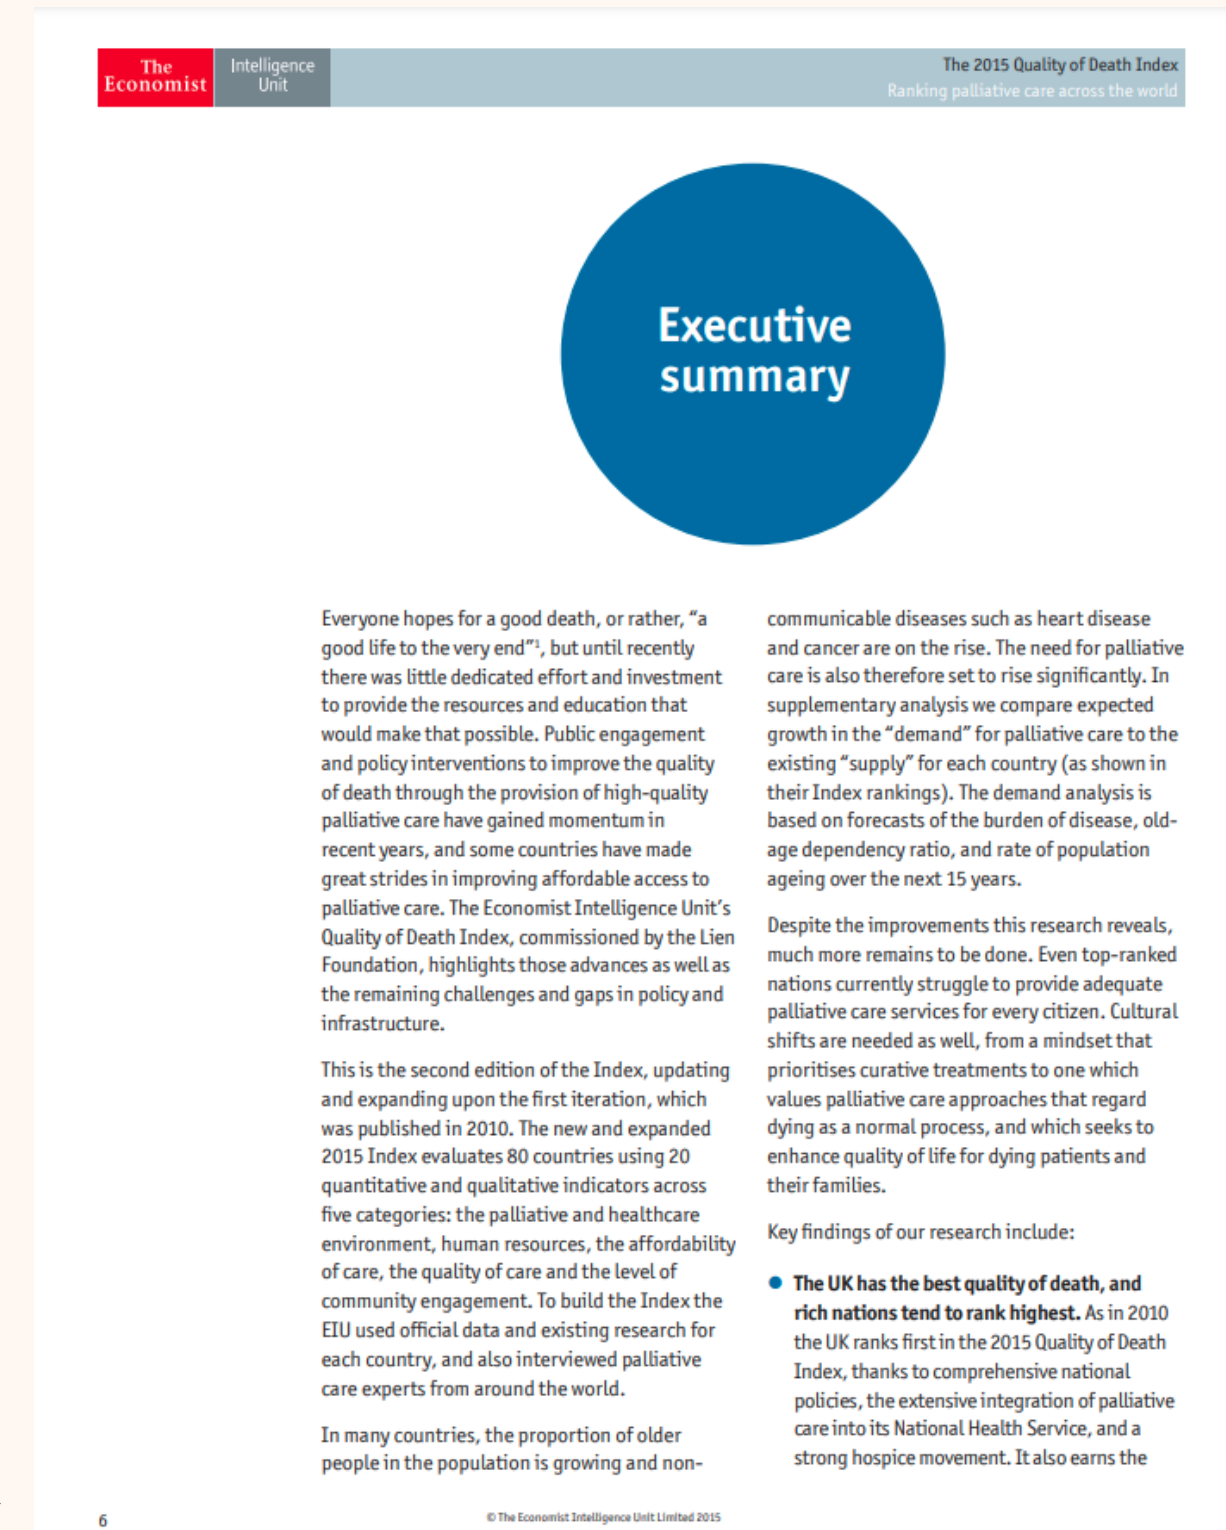 The
Economist
Intelligence
Unit
The 2015 Quality of Death Index
Ranking palliative care across the world
Executive
summary
Everyone hopes for a good death, or rather, “a
good life to the very end”¹, but until recently
there was little dedicated effort and investment
to provide the resources and education that
would make that possible. Public engagement
and policy interventions to improve the quality
of death through the provision of high-quality
palliative care have gained momentum in
recent years, and some countries have made
great strides in improving affordable access to
palliative care. The Economist Intelligence Unit’s
Quality of Death Index, commissioned by the Lien
Foundation, highlights those advances as well as
the remaining challenges and gaps in policy and
infrastructure.
This is the second edition of the Index, updating
and expanding upon the first iteration, which
was published in 2010. The new and expanded
2015 Index evaluates 80 countries using 20
quantitative and qualitative indicators across
five categories: the palliative and healthcare
environment, human resources, the affordability
of care, the quality of care and the level of
community engagement. To build the Index the
EIU used official data and existing research for
each country, and also interviewed palliative
care experts from around the world.
In many countries, the proportion of older
people in the population is growing and non-
communicable diseases such as heart disease
and cancer are on the rise. The need for palliative
care is also therefore set to rise significantly. In
supplementary analysis we compare expected
growth in the “demand” for palliative care to the
existing “supply” for each country (as shown in
their Index rankings). The demand analysis is
based on forecasts of the burden of disease, old-
age dependency ratio, and rate of population
ageing over the next 15 years.
Despite the improvements this research reveals,
much more remains to be done. Even top-ranked
nations currently struggle to provide adequate
palliative care services for every citizen. Cultural
shifts are needed as well, from a mindset that
prioritises curative treatments to one which
values palliative care approaches that regard
dying as a normal process, and which seeks to
enhance quality of life for dying patients and
their families.
Key findings of our research include:
● The UK has the best quality of death, and
rich nations tend to rank highest. As in 2010
the UK ranks first in the 2015 Quality of Death
Index, thanks to comprehensive national
policies, the extensive integration of palliative
care into its National Health Service, and a
strong hospice movement. It also earns the
6
© The Economist Intelligence Unit Limited 2015